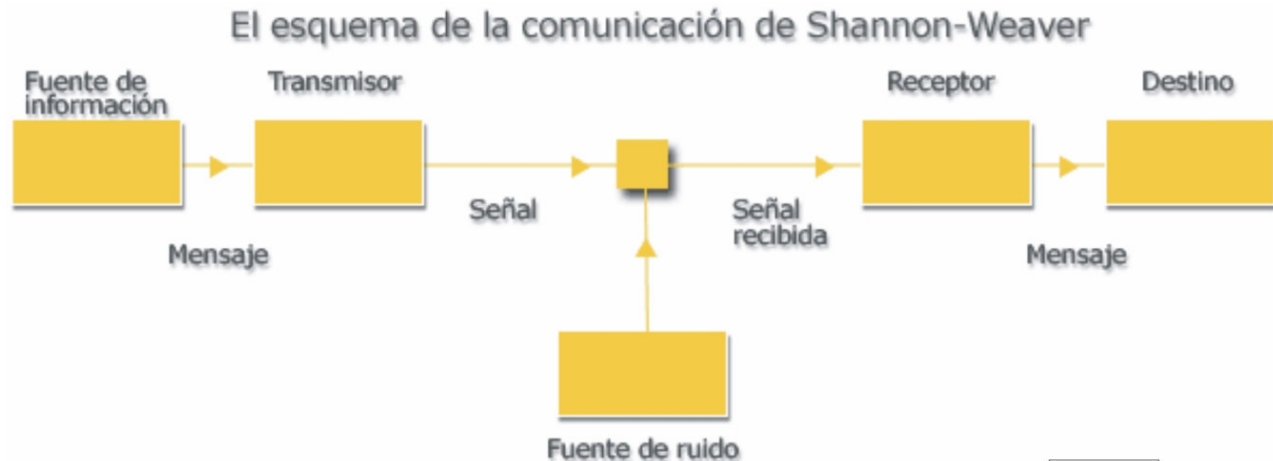 El esquema de la comunicación de Shannon-Weaver
Fuente de
información
Transmisor
Receptor
Destino
Señal
Señal
recibida
Mensaje
Mensaje
Fuente de ruido